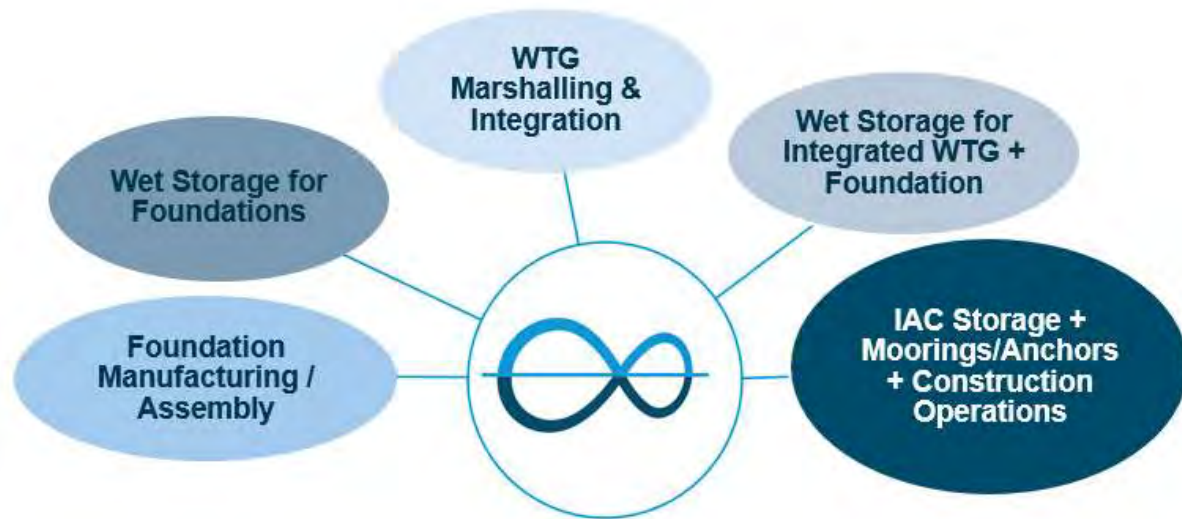 WTG
Marshalling &
Integration
Wet Storage for
Foundations
Wet Storage for
Integrated WTG +
Foundation
Foundation
Manufacturing /
Assembly
IAC Storage +
Moorings/Anchors
+ Construction
Operations